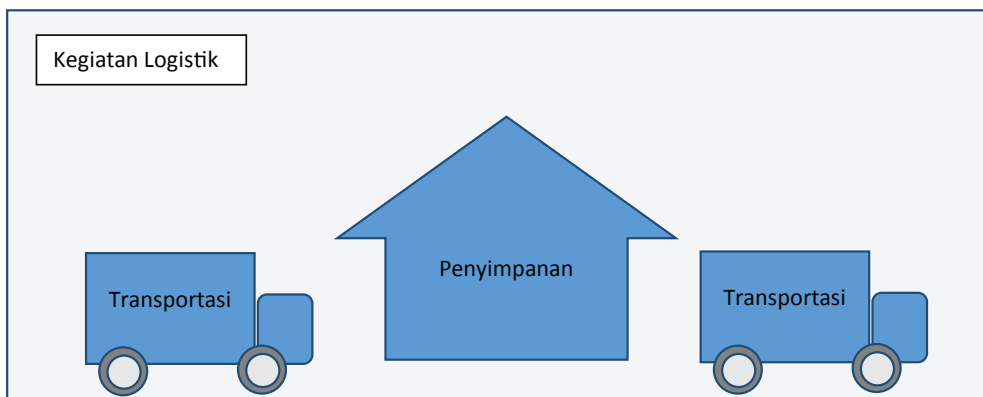 Kegiatan Logistik
Penyimpanan
Transportasi
Transportasi